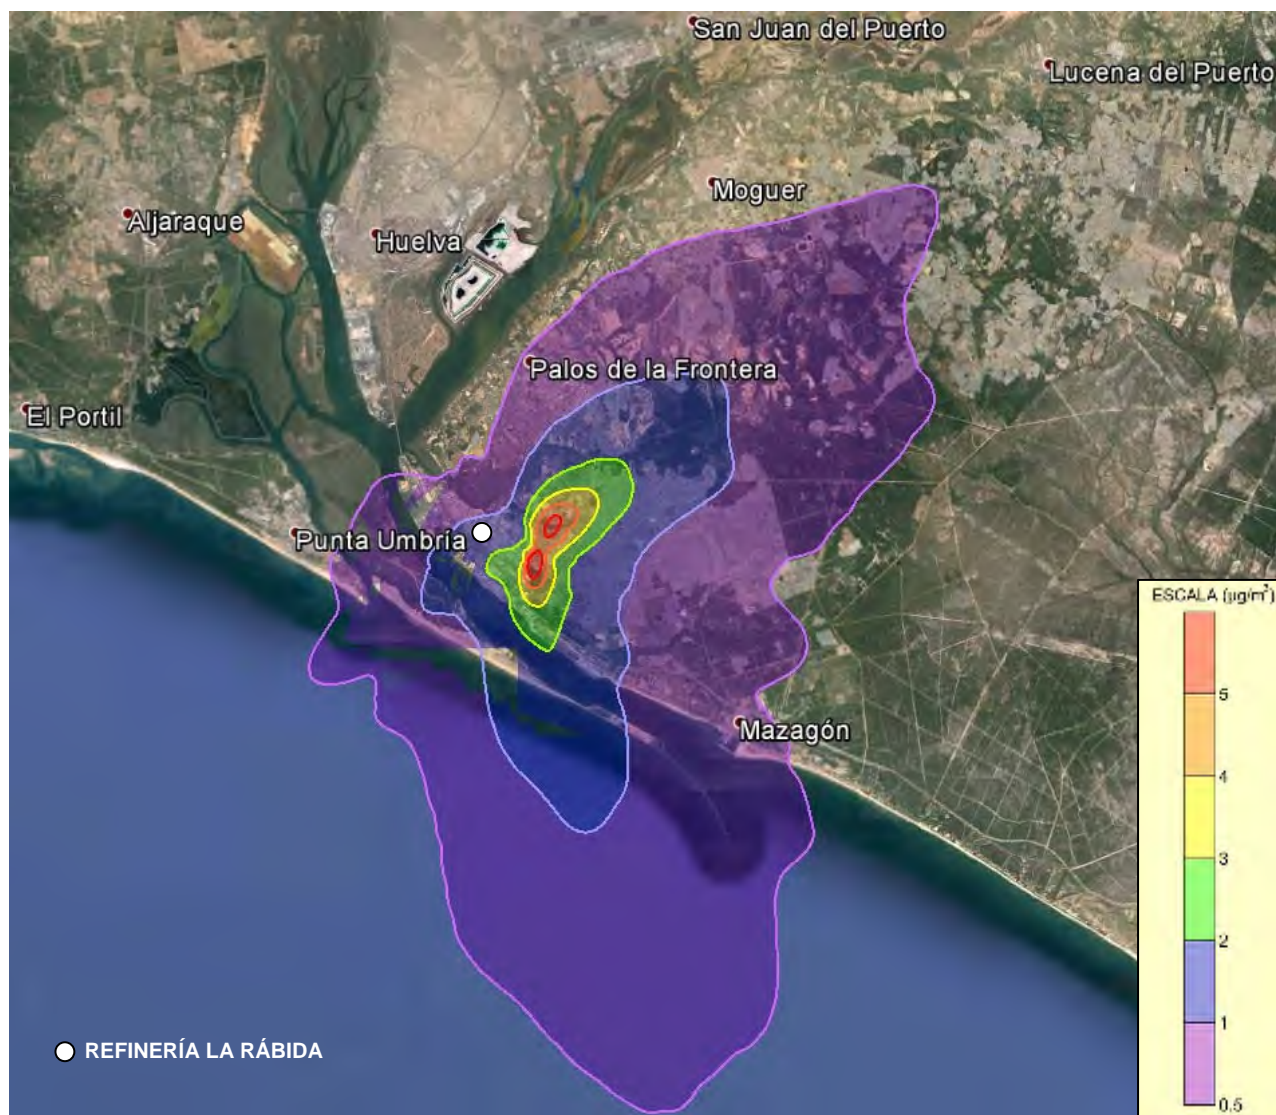 San Juan del Puerto
Lucena del Puerto
Moguer
Aljaraque
Huelva
Palos de la Frontera
El Portil
Punta Umbría
ESCALA (µg/m³)
5
4
3
2
1
0.5
Mazagón
REFINERÍA LA RÁBIDA